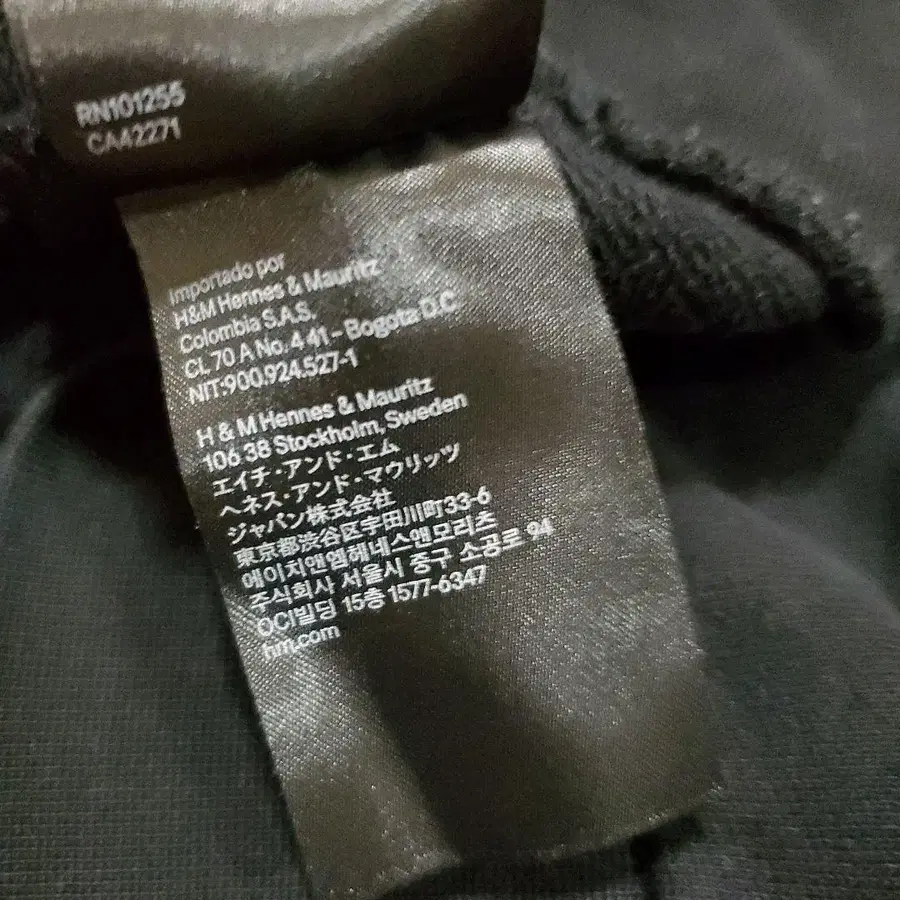 RN101255
CA42271
Importado por
H&M Hennes & Mauritz
Colombia S.A.S.
CL 70 A No. 4 41 - Bogota D.C
NIT:900.924.527-1
H & M Hennes & Mauritz
106 38 Stockholm, Sweden
エイチ・アンド・エム
ヘネス・アンド・マウリッツ
ジャパン株式会社
東京都渋谷区宇田川町33-6
에이치앤엠헤네스앤모리츠
주식회사 서울시 중구 소공로 94
OCI빌딩 15층 1577-6347
hm.com